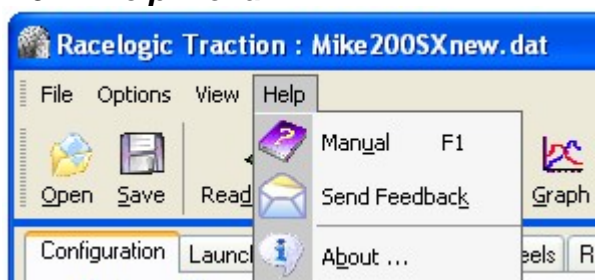 Racelogic Traction : Mike200SXnew.dat
File Options View Help
Manual F1
Open Save Read Send Feedback Graph
Configuration Launc About ... eels R